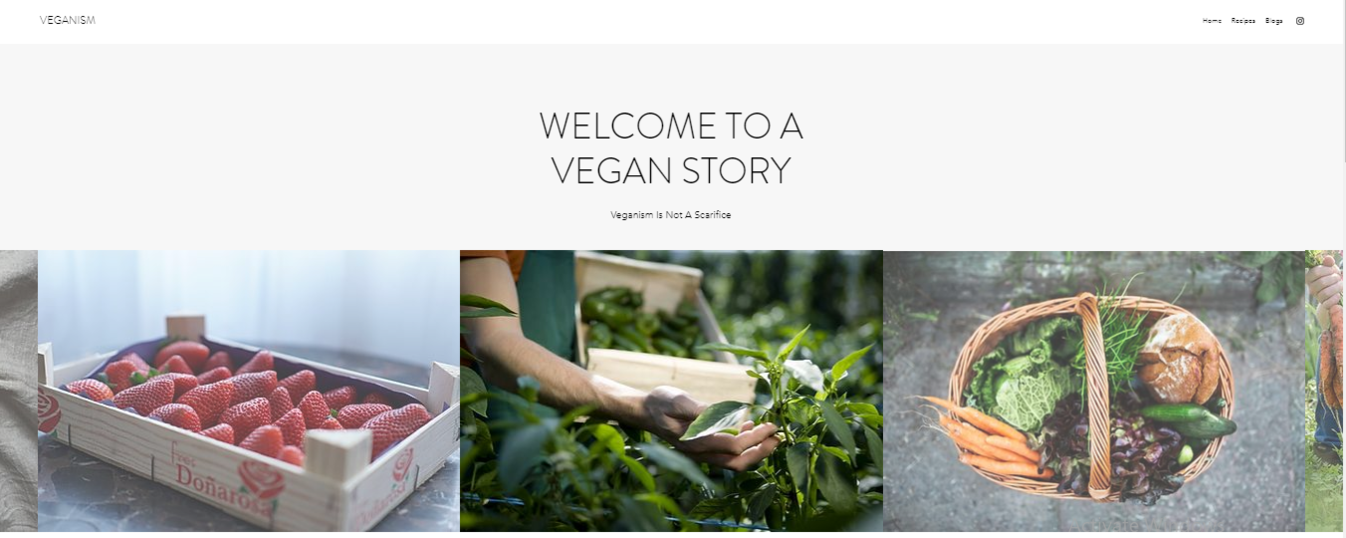 VEGANISM
Home Recipes Blogs
WELCOME TO A
VEGAN STORY
Veganism Is Not A Scarifice
Doñarosa